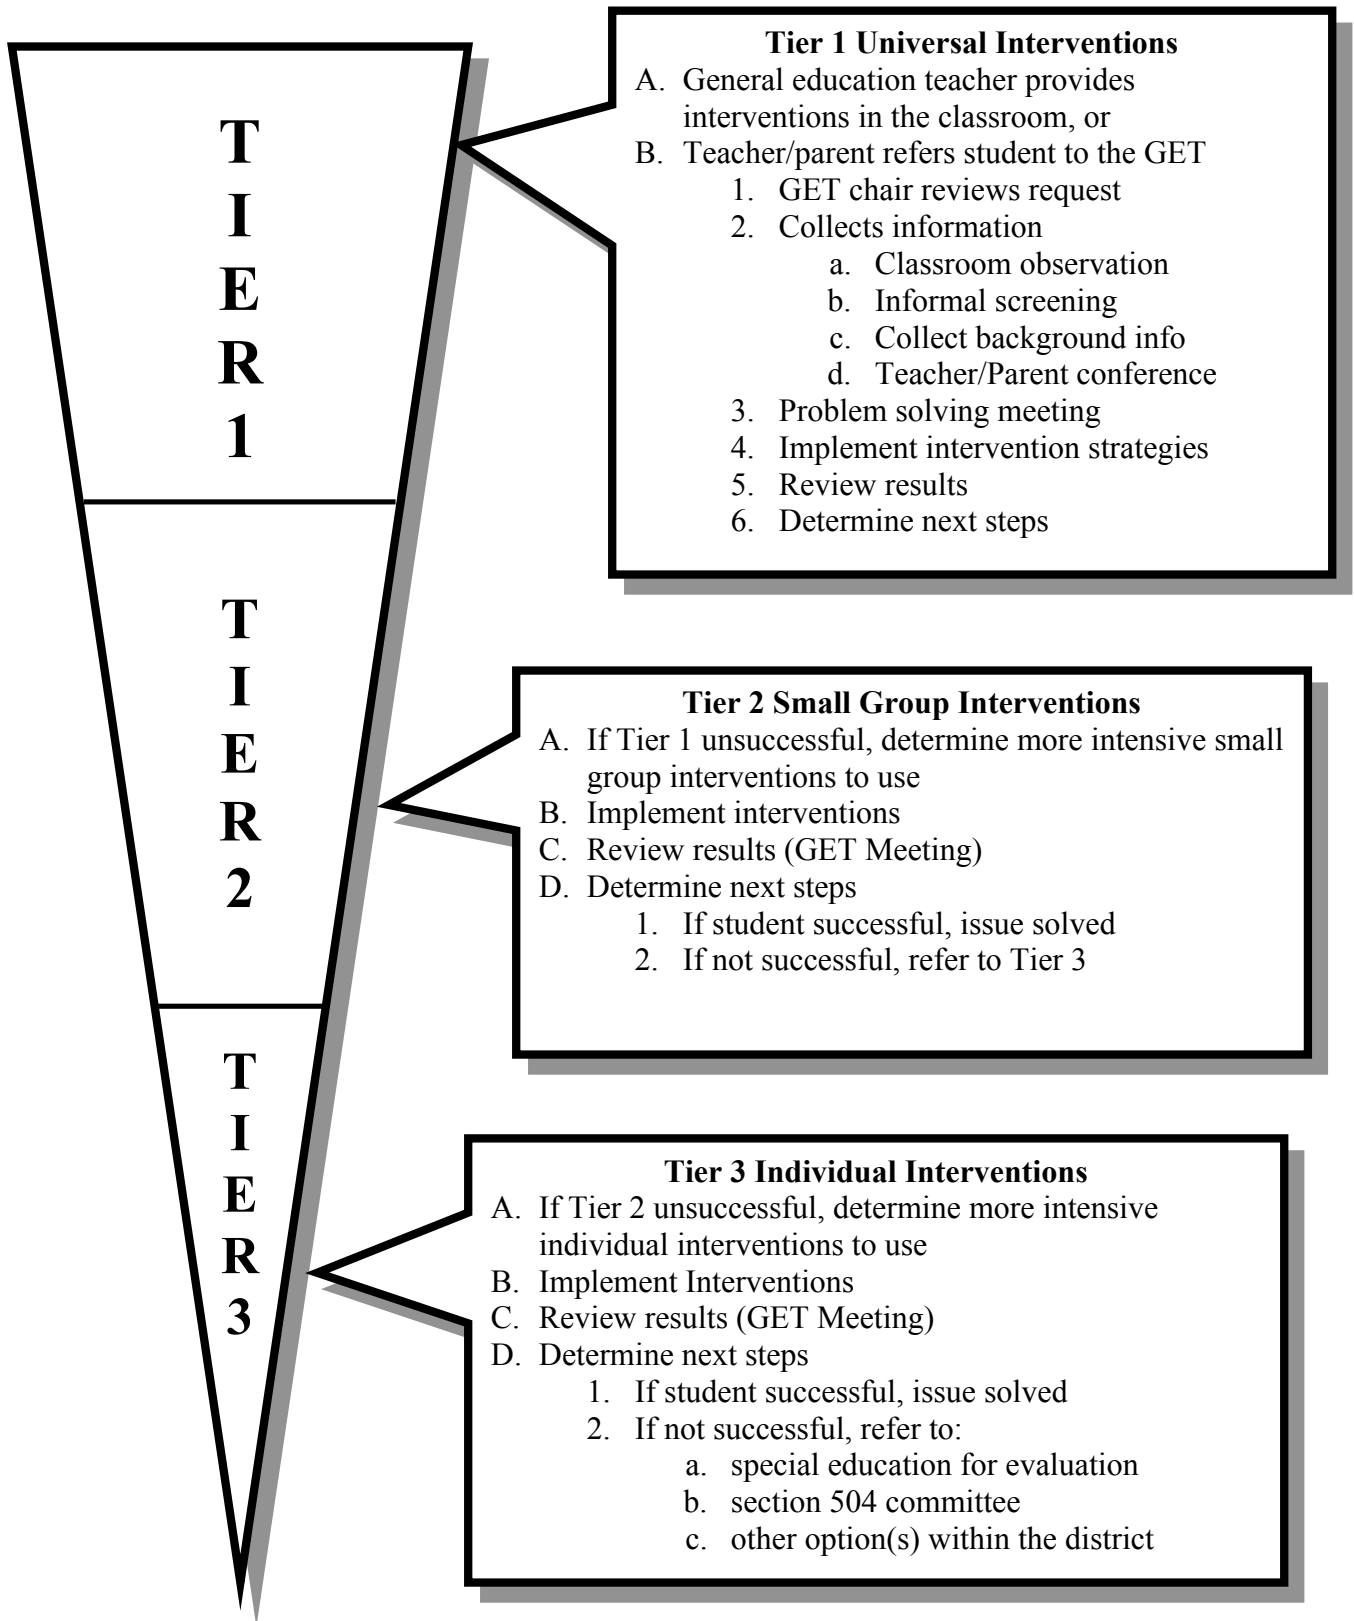 T
I
E
R
1
Tier 1 Universal Interventions
A. General education teacher provides
interventions in the classroom, or
B. Teacher/parent refers student to the GET
1. GET chair reviews request
2. Collects information
a. Classroom observation
b. Informal screening
c. Collect background info
d. Teacher/Parent conference
3. Problem solving meeting
4. Implement intervention strategies
5. Review results
6. Determine next steps
T
I
E
R
2
Tier 2 Small Group Interventions
A. If Tier 1 unsuccessful, determine more intensive small
group interventions to use
B. Implement interventions
C. Review results (GET Meeting)
D. Determine next steps
1. If student successful, issue solved
2. If not successful, refer to Tier 3
T
I
E
R
3
Tier 3 Individual Interventions
A. If Tier 2 unsuccessful, determine more intensive
individual interventions to use
B. Implement Interventions
C. Review results (GET Meeting)
D. Determine next steps
1. If student successful, issue solved
2. If not successful, refer to:
a. special education for evaluation
b. section 504 committee
c. other option(s) within the district